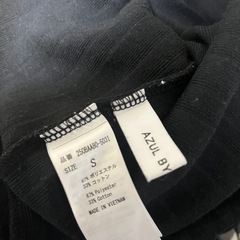 品番 250BAA80-5031
SIZE S
67% ポリエステル
33% コットン
67% Polyester
33% Cotton
MADE IN VIETNAM
AZUL BY